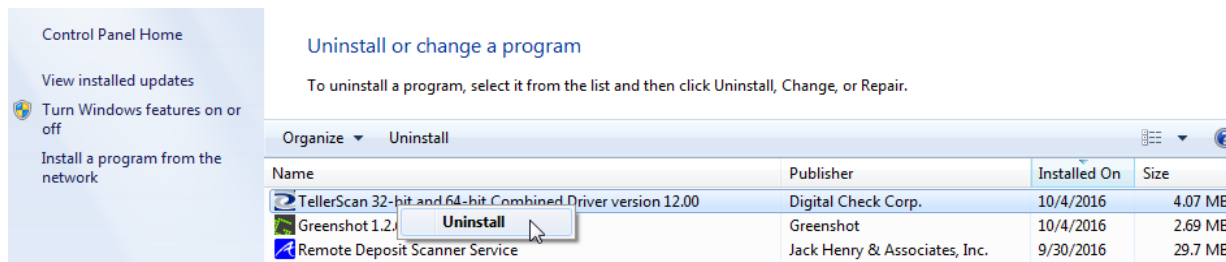 Control Panel Home
View installed updates
Turn Windows features on or
off
Install a program from the
network
Uninstall or change a program
To uninstall a program, select it from the list and then click Uninstall, Change, or Repair.
Organize Uninstall
Name Publisher Installed On Size
TellerScan 32-bit and 64-bit Combined Driver version 12.00 Digital Check Corp. 10/4/2016 4.07 MB
Greenshot 1.2. Greenshot 10/4/2016 2.69 MB
Uninstall
Remote Deposit Scanner Service Jack Henry & Associates, Inc. 9/30/2016 29.7 MB